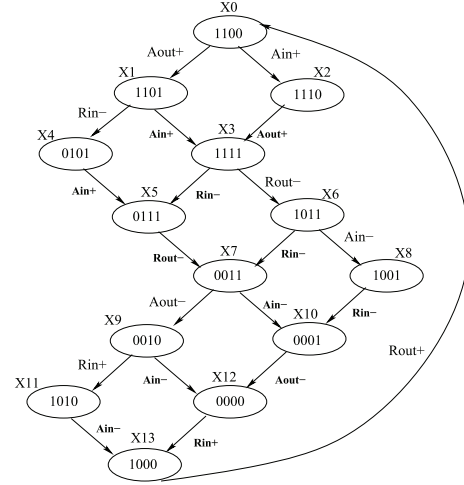 X0
1100
Aout+ Ain+
X1 X2
1101 1110
Rin− Ain+ Aout+
X4 X3
0101 1111
Ain+ Rin− Rout−
X5 X6
0111 1011
Rout− Rin− Ain−
X7 X8
0011 1001
Aout− Ain− Rin−
X9 X10
0010 0001
Rout+
Rin+ Ain− Aout−
X11 X12
1010 0000
Ain− Rin+
X13
1000